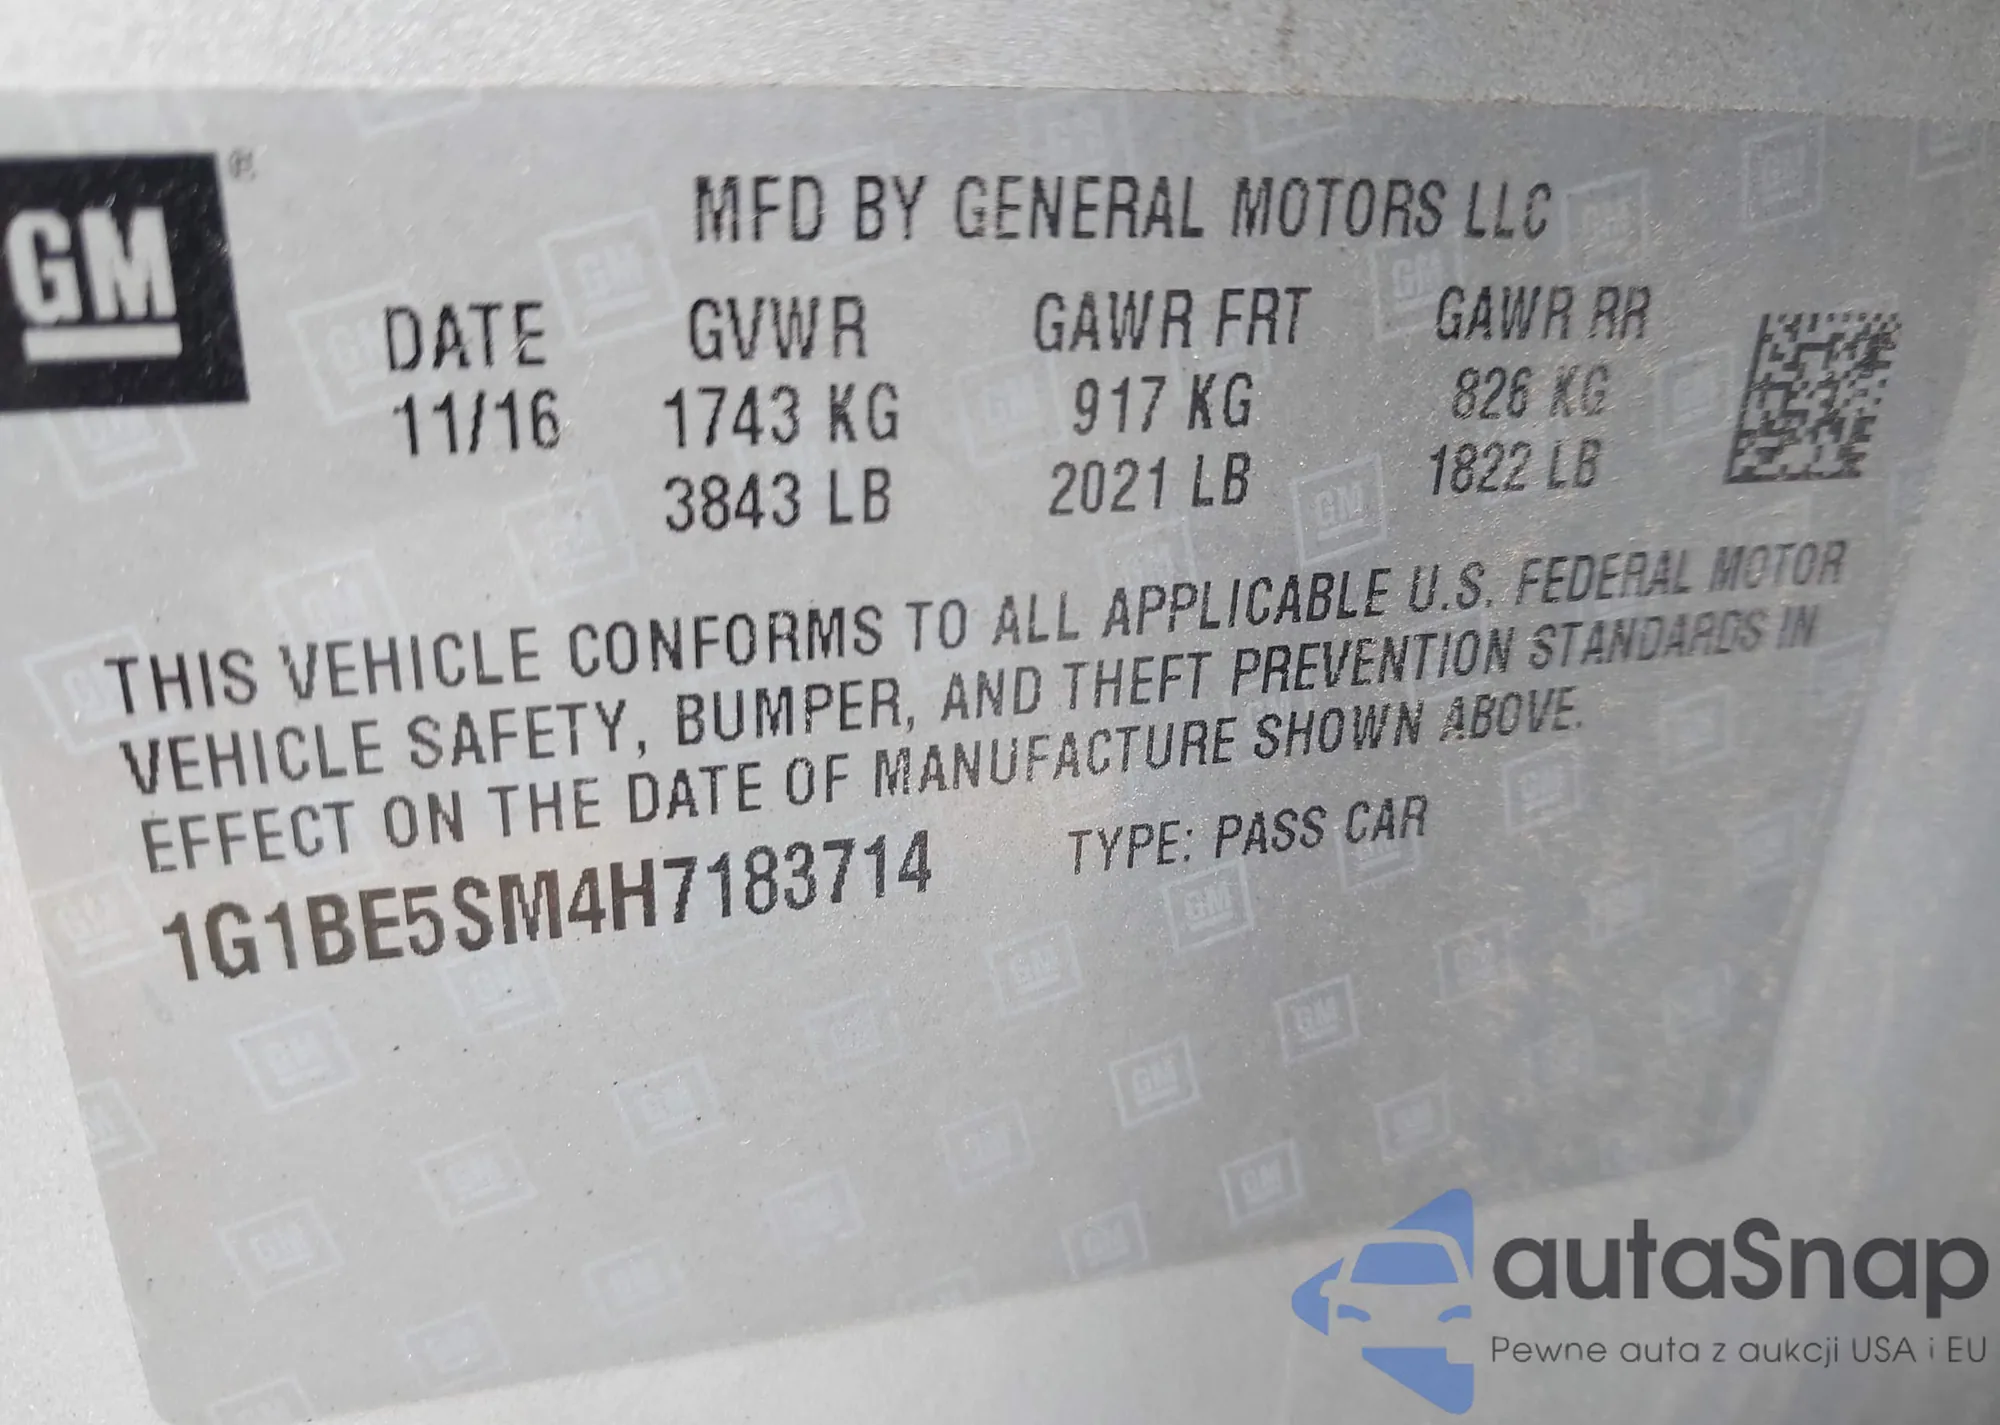 GM
MFD BY GENERAL MOTORS LLC
DATE GVWR GAWR FRT GAWR RR
11/16 1743 KG 917 KG 826 KG
3843 LB 2021 LB 1822 LB
THIS VEHICLE CONFORMS TO ALL APPLICABLE U.S. FEDERAL MOTOR
VEHICLE SAFETY, BUMPER, AND THEFT PREVENTION STANDARDS IN
EFFECT ON THE DATE OF MANUFACTURE SHOWN ABOVE.
1G1BE5SM4H7183714 TYPE: PASS CAR
autaSnap
Pewne auta z aukcji USA i EU